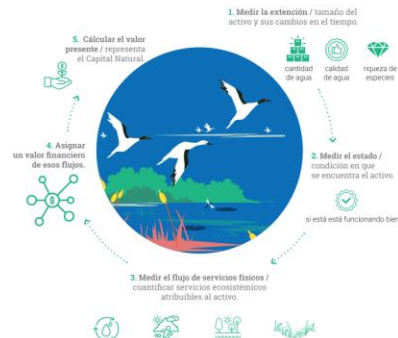 1. Medir la extención / tamaño del
activo y sus cambios en el tiempo.
cantidad
de agua
calidad
de agua
riqueza de
especies
2. Medir el estado /
condición en que
se encuentra el activo.
si está está funcionando bien
3. Medir el flujo de servicios físicos /
cuantificar servicios ecosistémicos
atribuibles al activo.
4. Asignar
un valor financiero
de esos flujos.
5. Cálcular el valor
presente / representa
el Capital Natural.